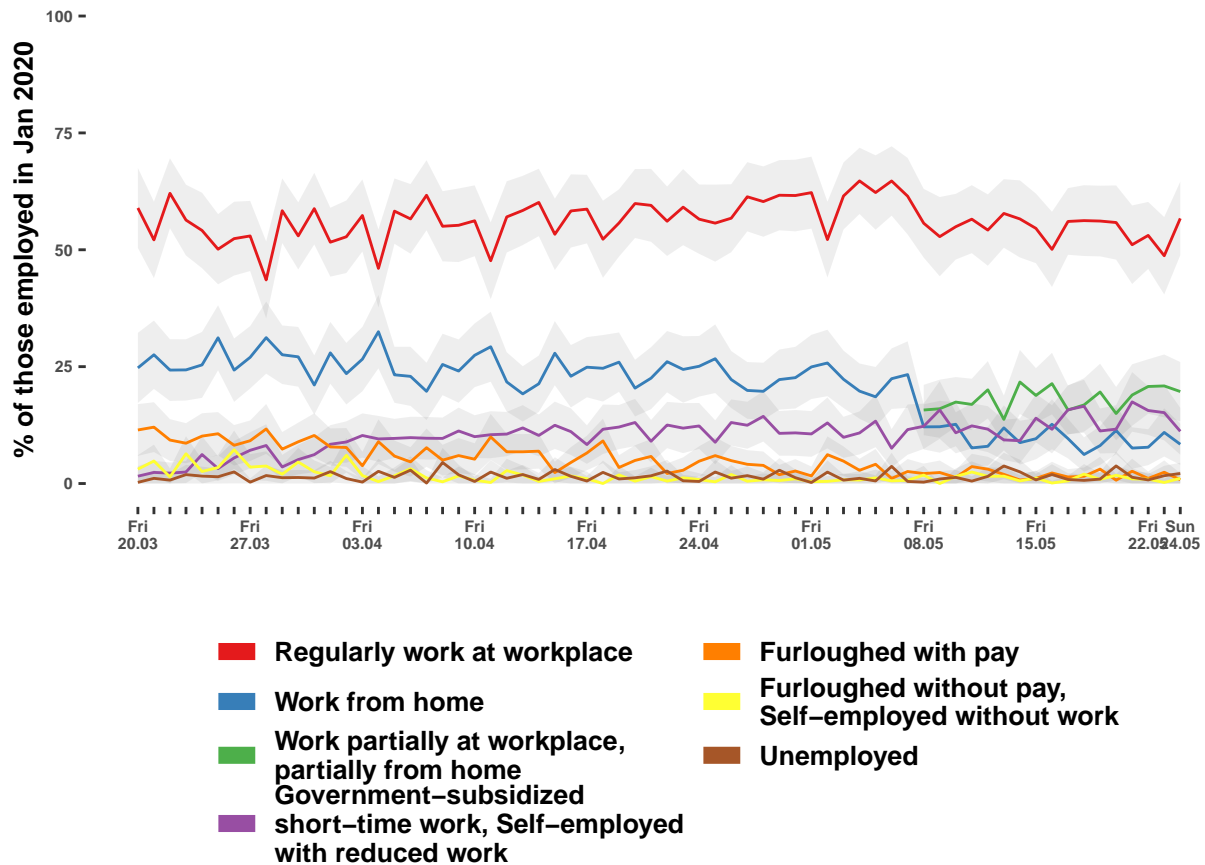 % of those employed in Jan 2020
100
75
50
25
0
Fri
20.03
Fri
27.03
Fri
03.04
Fri
10.04
Fri
17.04
Fri
24.04
Fri
01.05
Fri
08.05
Fri
15.05
Fri
22.05
Sun
24.05
Regularly work at workplace
Work from home
Work partially at workplace,
partially from home
Government−subsidized
short−time work, Self−employed
with reduced work
Furloughed with pay
Furloughed without pay,
Self−employed without work
Unemployed